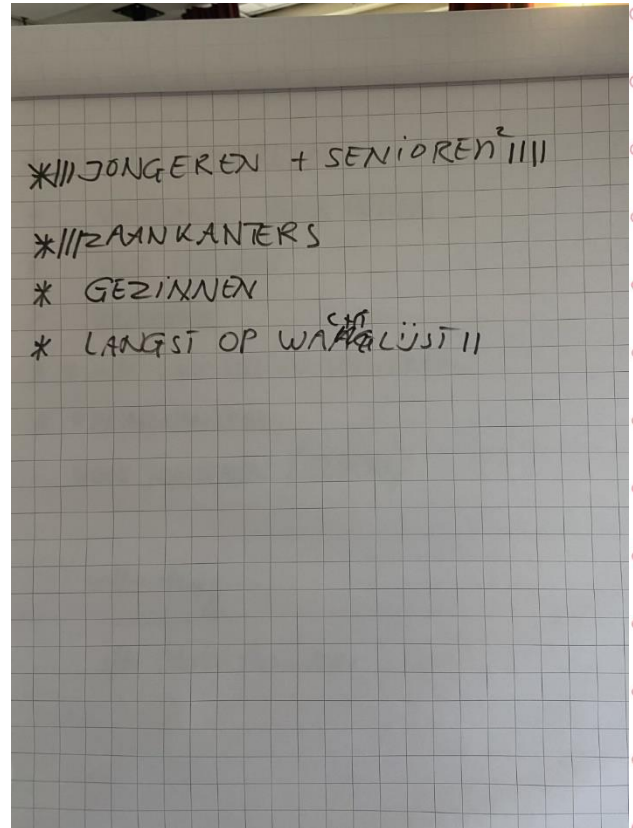 *||| JONGEREN + SENiOREN² ||||
*||| ZAANKANTERS
* GEZiNNEN
* LANGST OP WACHTLIJST ||